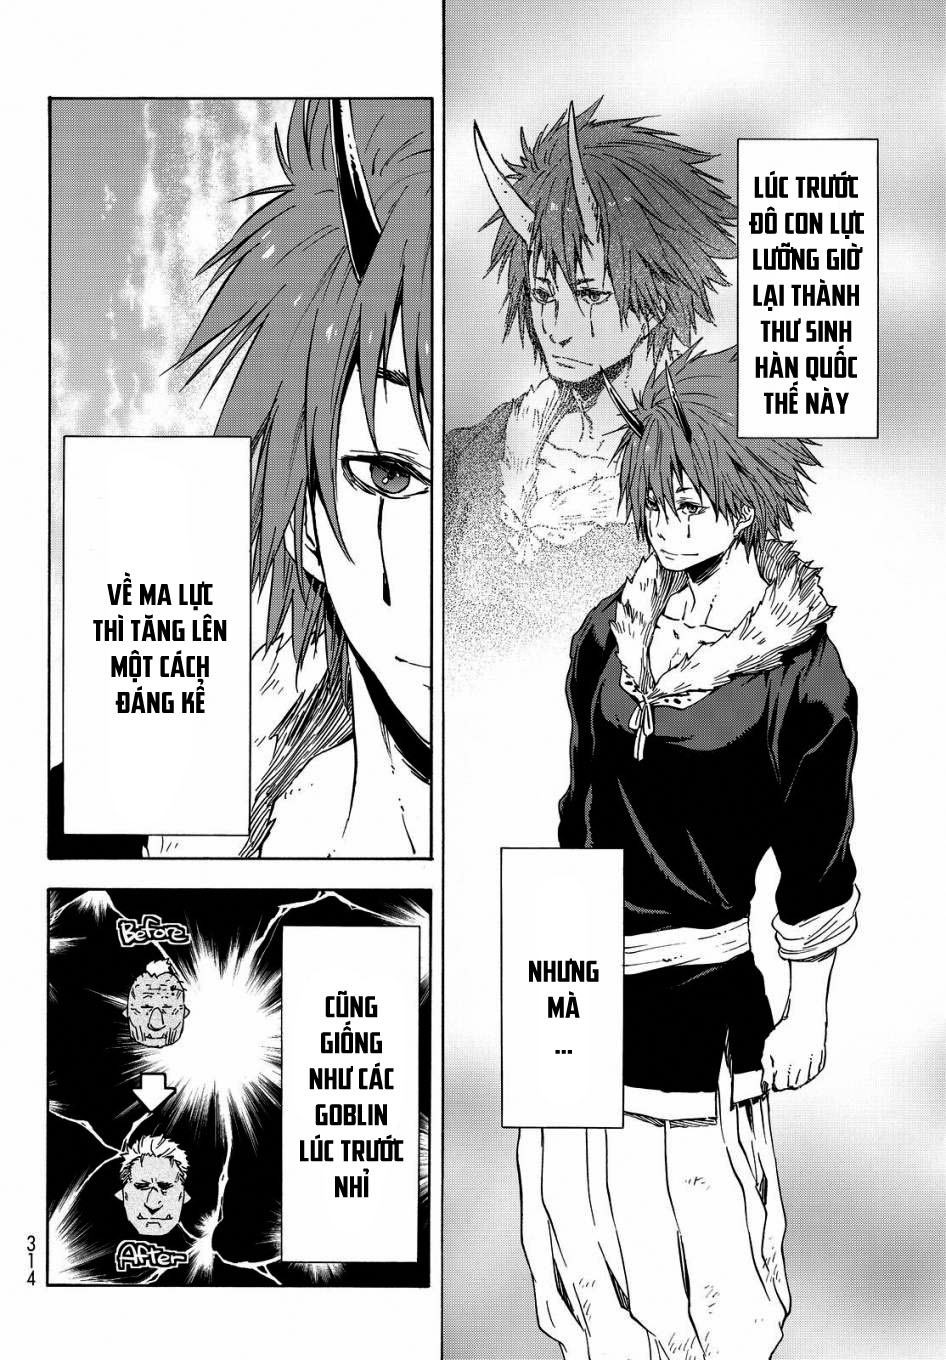 LÚC TRƯỚC
ĐÔ CON LỰC
LƯỠNG GIỜ
LẠI THÀNH
THƯ SINH
HÀN QUỐC
THẾ NÀY
NHƯNG
MÀ
...
VỀ MA LỰC
THÌ TĂNG LÊN
MỘT CÁCH
ĐÁNG KỂ
CŨNG
GIỐNG
NHƯ CÁC
GOBLIN
LÚC TRƯỚC
NHỈ
Before
After
314